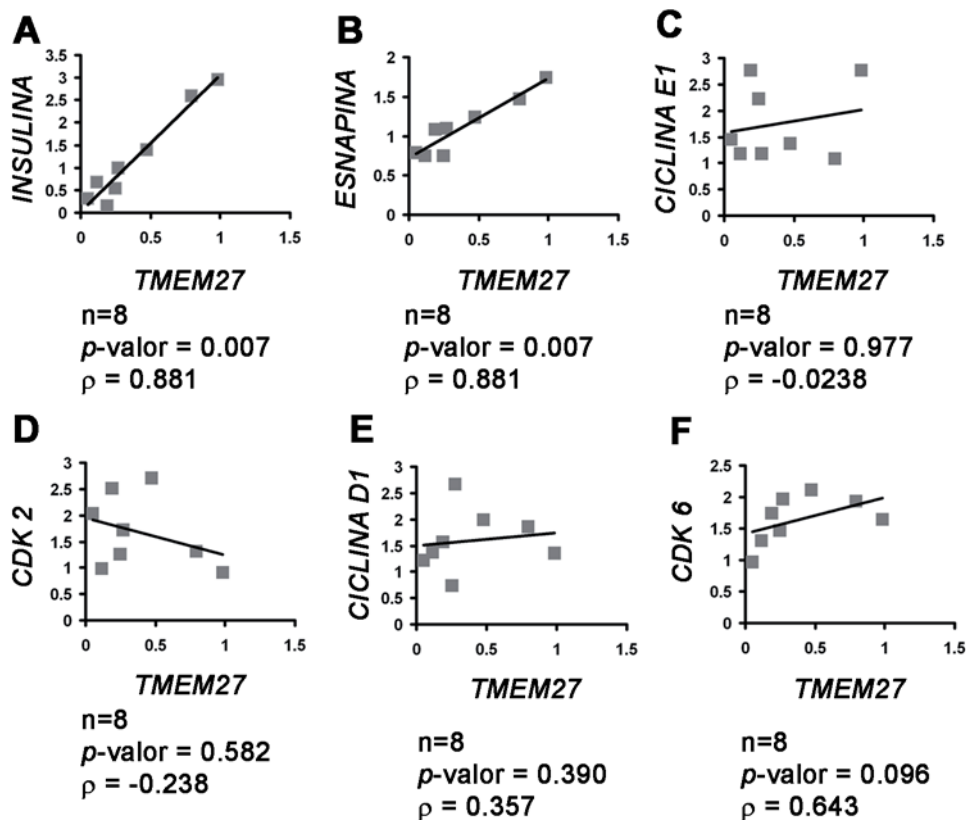 A
INSULINA
3.5
3
2.5
2
1.5
1
0.5
0
0 0.5 1 1.5
TMEM27
n=8
p-valor = 0.007
ρ = 0.881
B
ESNAPINA
2
1.5
1
0.5
0
0 0.5 1 1.5
TMEM27
n=8
p-valor = 0.007
ρ = 0.881
C
CICLINA E1
3
2.5
2
1.5
1
0.5
0
0 0.5 1 1.5
TMEM27
n=8
p-valor = 0.977
ρ = -0.0238
D
CDK 2
3
2.5
2
1.5
1
0.5
0
0 0.5 1 1.5
TMEM27
n=8
p-valor = 0.582
ρ = -0.238
E
CICLINA D1
3
2.5
2
1.5
1
0.5
0
0 0.5 1 1.5
TMEM27
n=8
p-valor = 0.390
ρ = 0.357
F
CDK 6
2.5
2
1.5
1
0.5
0
0 0.5 1 1.5
TMEM27
n=8
p-valor = 0.096
ρ = 0.643